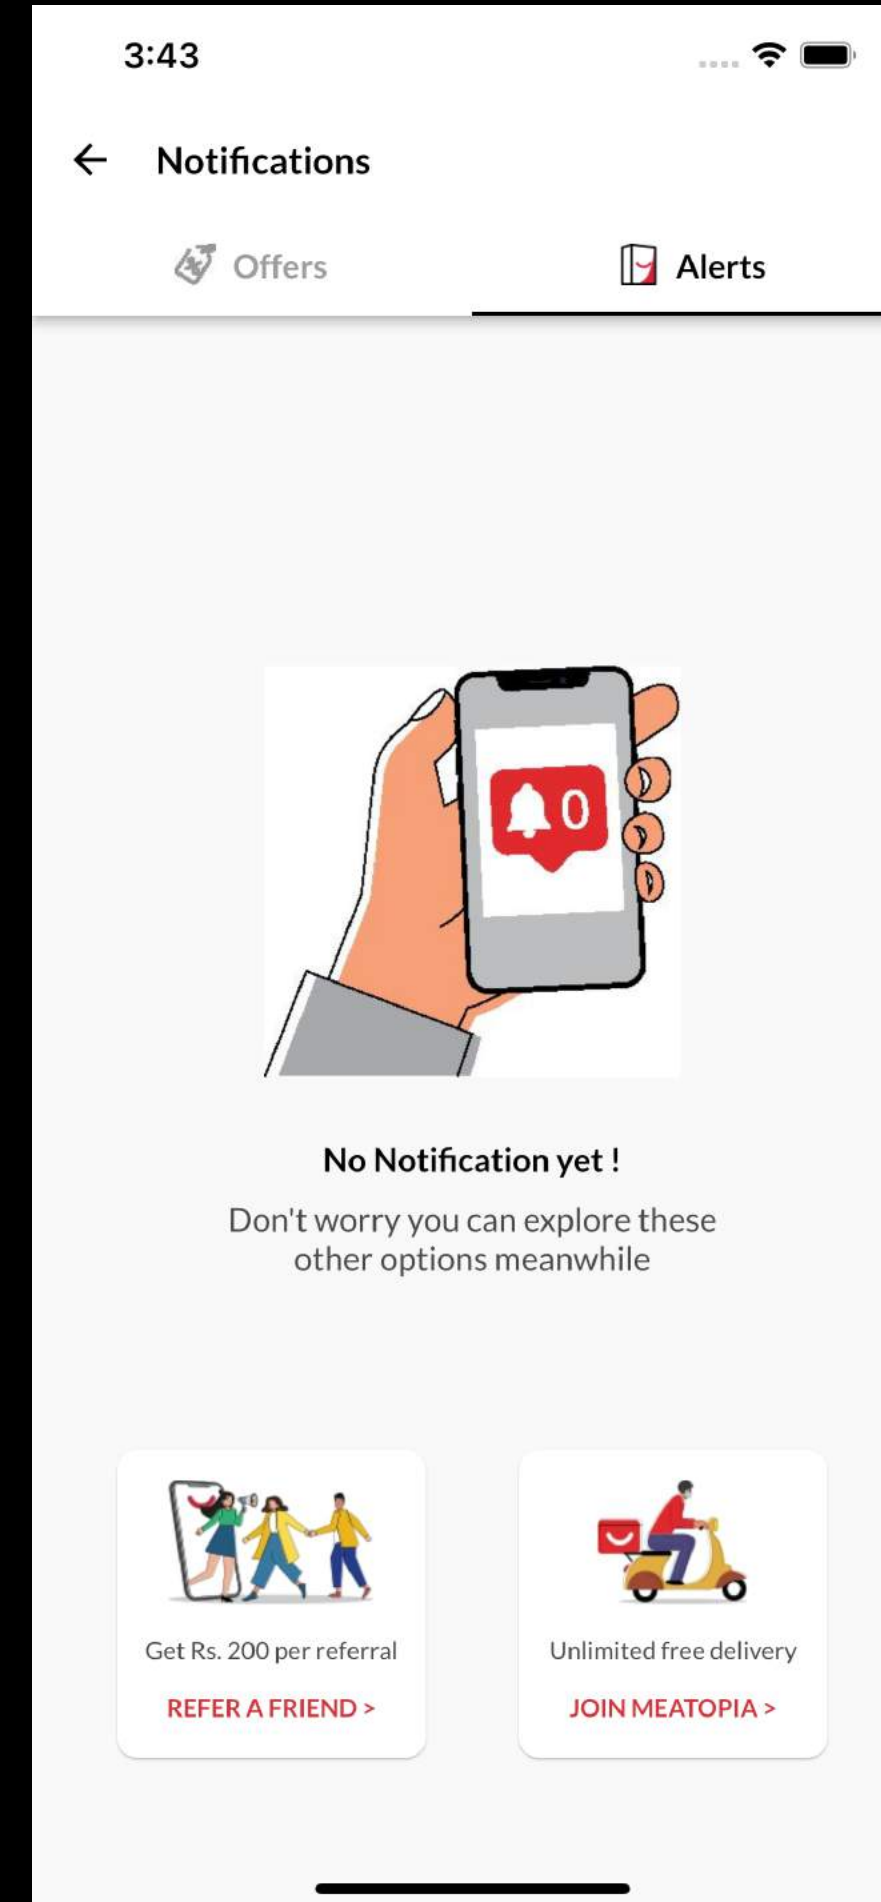 3:43
Notifications
Offers
Alerts
0
No Notification yet !
Don't worry you can explore these
other options meanwhile
Get Rs. 200 per referral
REFER A FRIEND >
Unlimited free delivery
JOIN MEATOPIA >